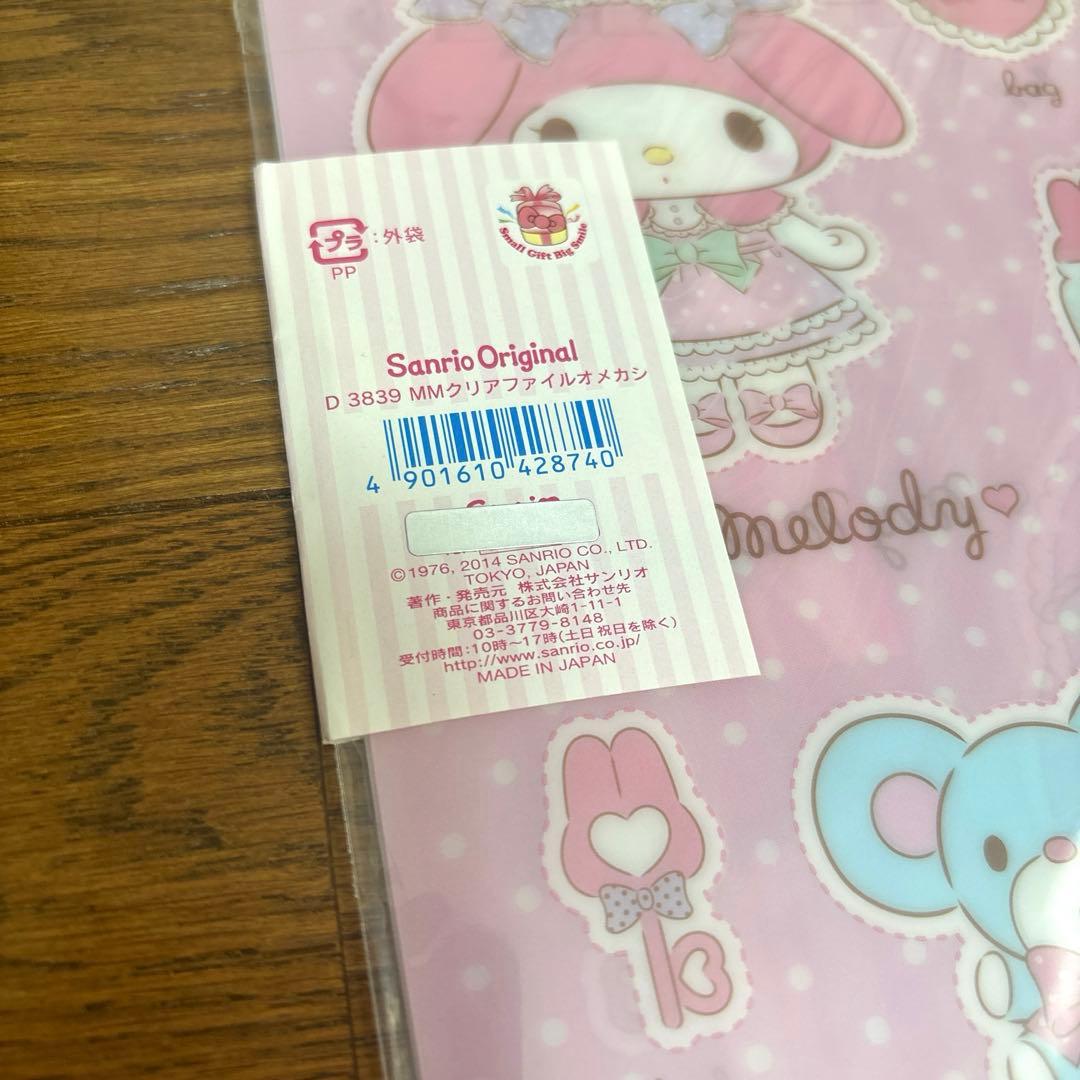 bag
プラ : 外袋
PP
Small Gift Big Smile
Sanrio Original
D 3839 MMクリアファイルオメカシ
4 901610 428740
©1976, 2014 SANRIO CO., LTD.
TOKYO, JAPAN
著作・発売元 株式会社サンリオ
商品に関するお問い合わせ先
東京都品川区大崎1-11-1
03-3779-8148
受付時間:10時〜17時(土日祝日を除く)
http://www.sanrio.co.jp/
MADE IN JAPAN
melody